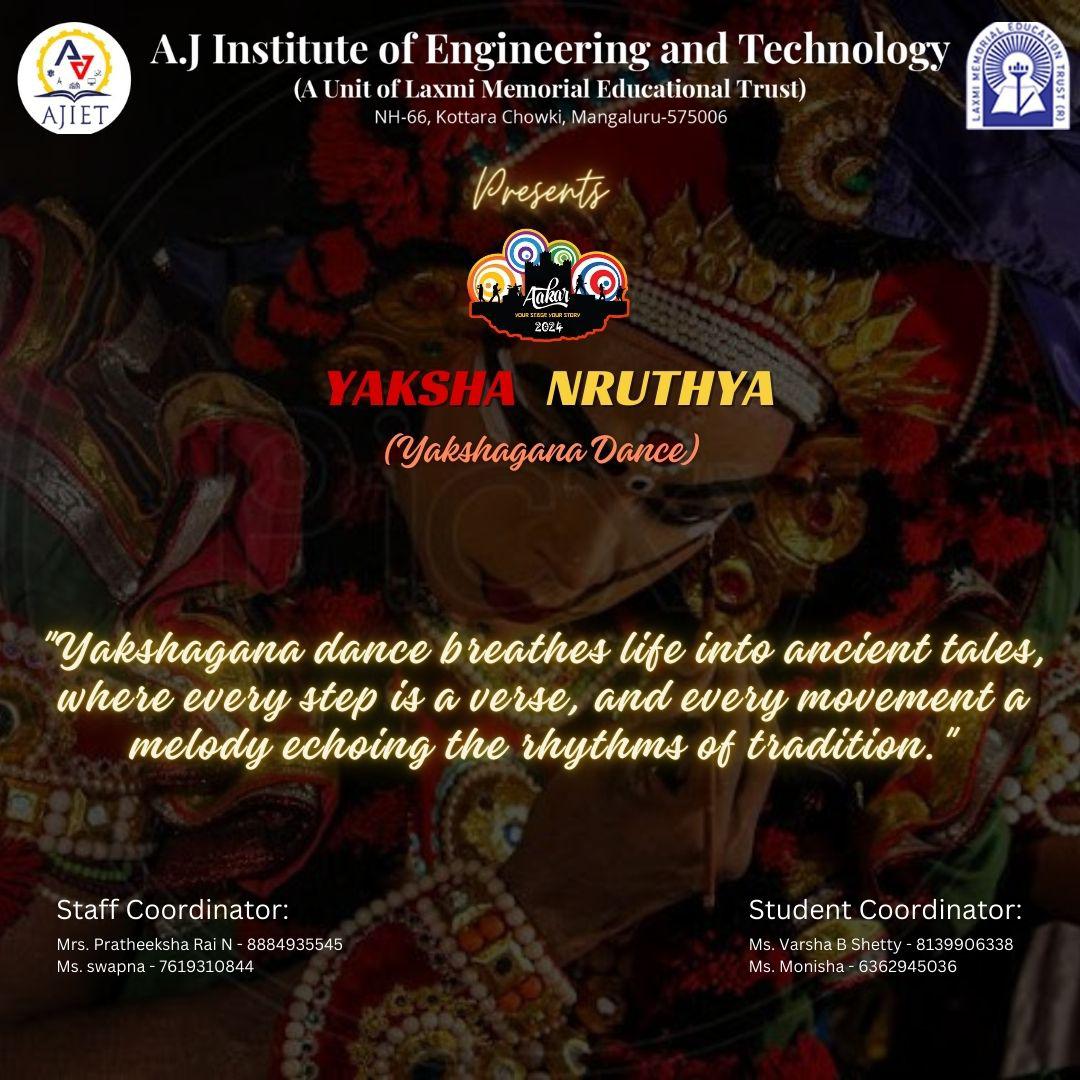 A.J Institute of Engineering and Technology
(A Unit of Laxmi Memorial Educational Trust)
NH-66, Kottara Chowki, Mangaluru-575006
AJIET
LAXMI MEMORIAL EDUCATION TRUST (R)
Presents
Aakar
YOUR STAGE YOUR STORY
2024
YAKSHA NRUTHYA
(Yakshagana Dance)
"Yakshagana dance breathes life into ancient tales,
where every step is a verse, and every movement a
melody echoing the rhythms of tradition."
Staff Coordinator:
Mrs. Pratheeksha Rai N - 8884935545
Ms. swapna - 7619310844
Student Coordinator:
Ms. Varsha B Shetty - 8139906338
Ms. Monisha - 6362945036